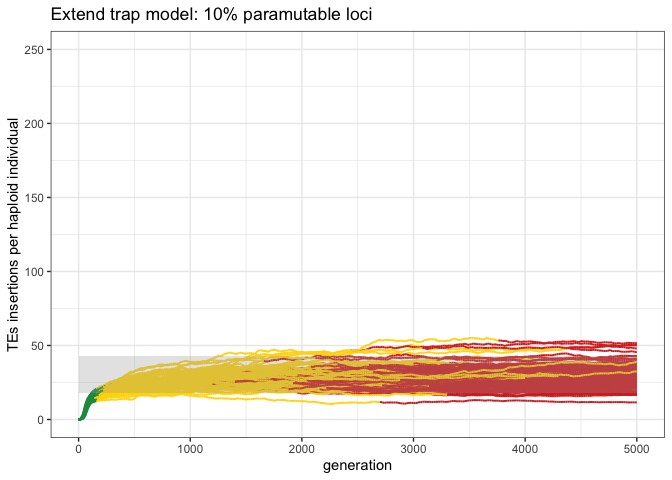 Extend trap model: 10% paramutable loci
TEs insertions per haploid individual
250
200
150
100
50
0
0 1000 2000 3000 4000 5000
generation